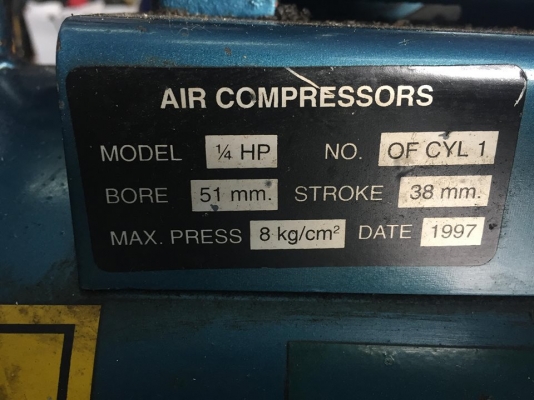 AIR COMPRESSORS
MODEL ¼ HP NO. OF CYL 1
BORE 51 mm. STROKE 38 mm.
MAX. PRESS 8 kg/cm² DATE 1997